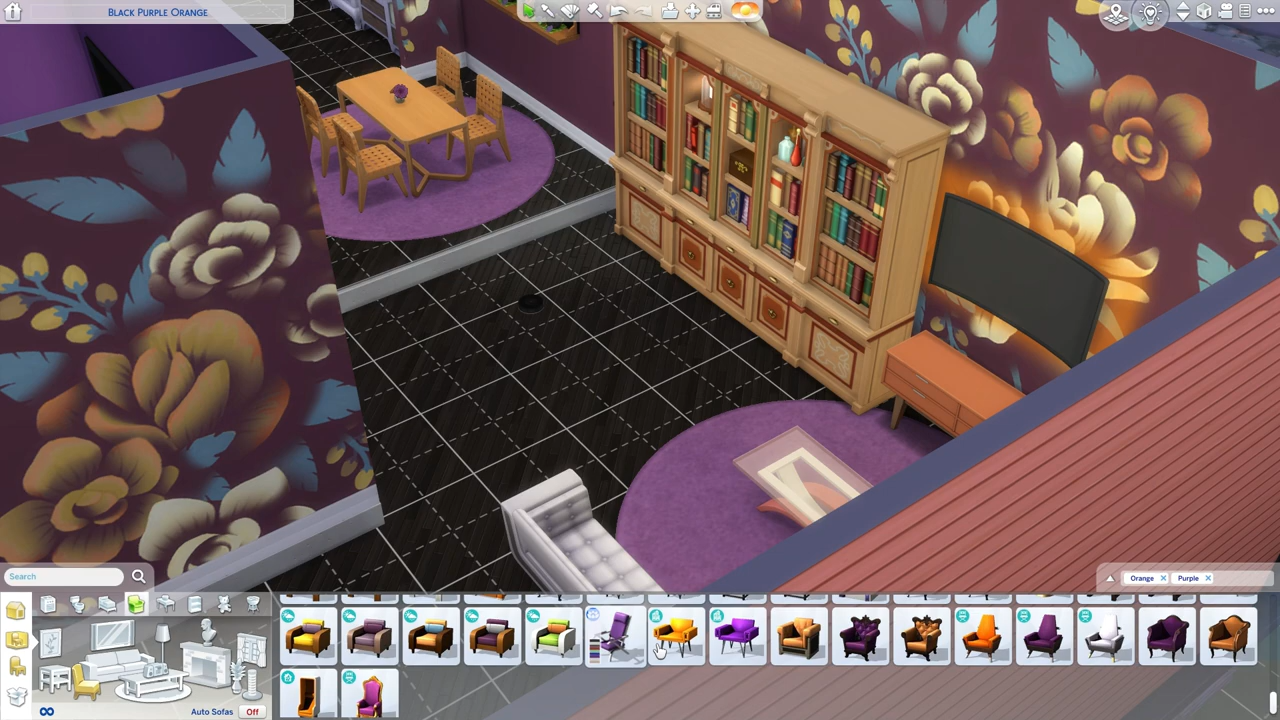 BLACK PURPLE ORANGE
Search
Orange
Purple
Auto Sofas Off